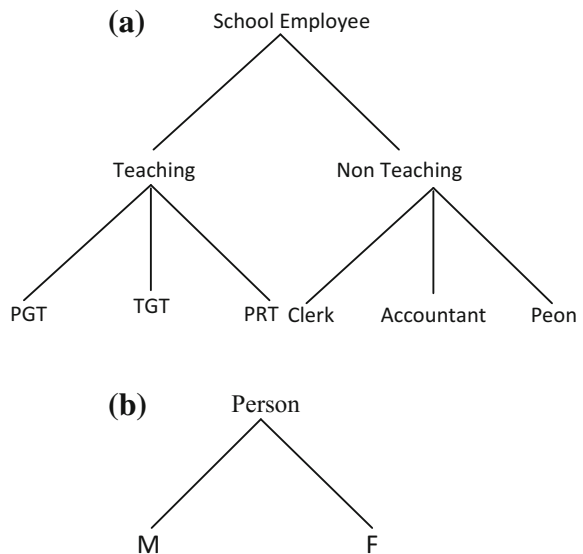 (a) School Employee
Teaching Non Teaching
PGT TGT PRT Clerk Accountant Peon
(b) Person
M F